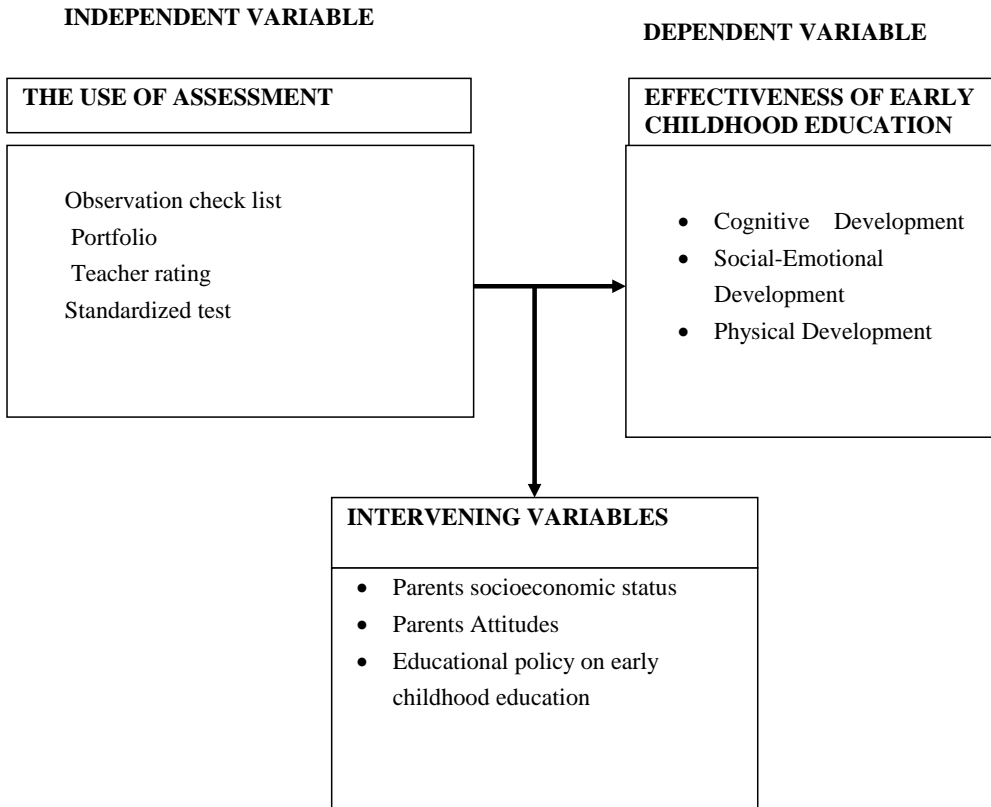 INDEPENDENT VARIABLE
DEPENDENT VARIABLE
THE USE OF ASSESSMENT
Observation check list
Portfolio
Teacher rating
Standardized test
EFFECTIVENESS OF EARLY
CHILDHOOD EDUCATION
• Cognitive Development
• Social-Emotional
Development
• Physical Development
INTERVENING VARIABLES
• Parents socioeconomic status
• Parents Attitudes
• Educational policy on early
childhood education